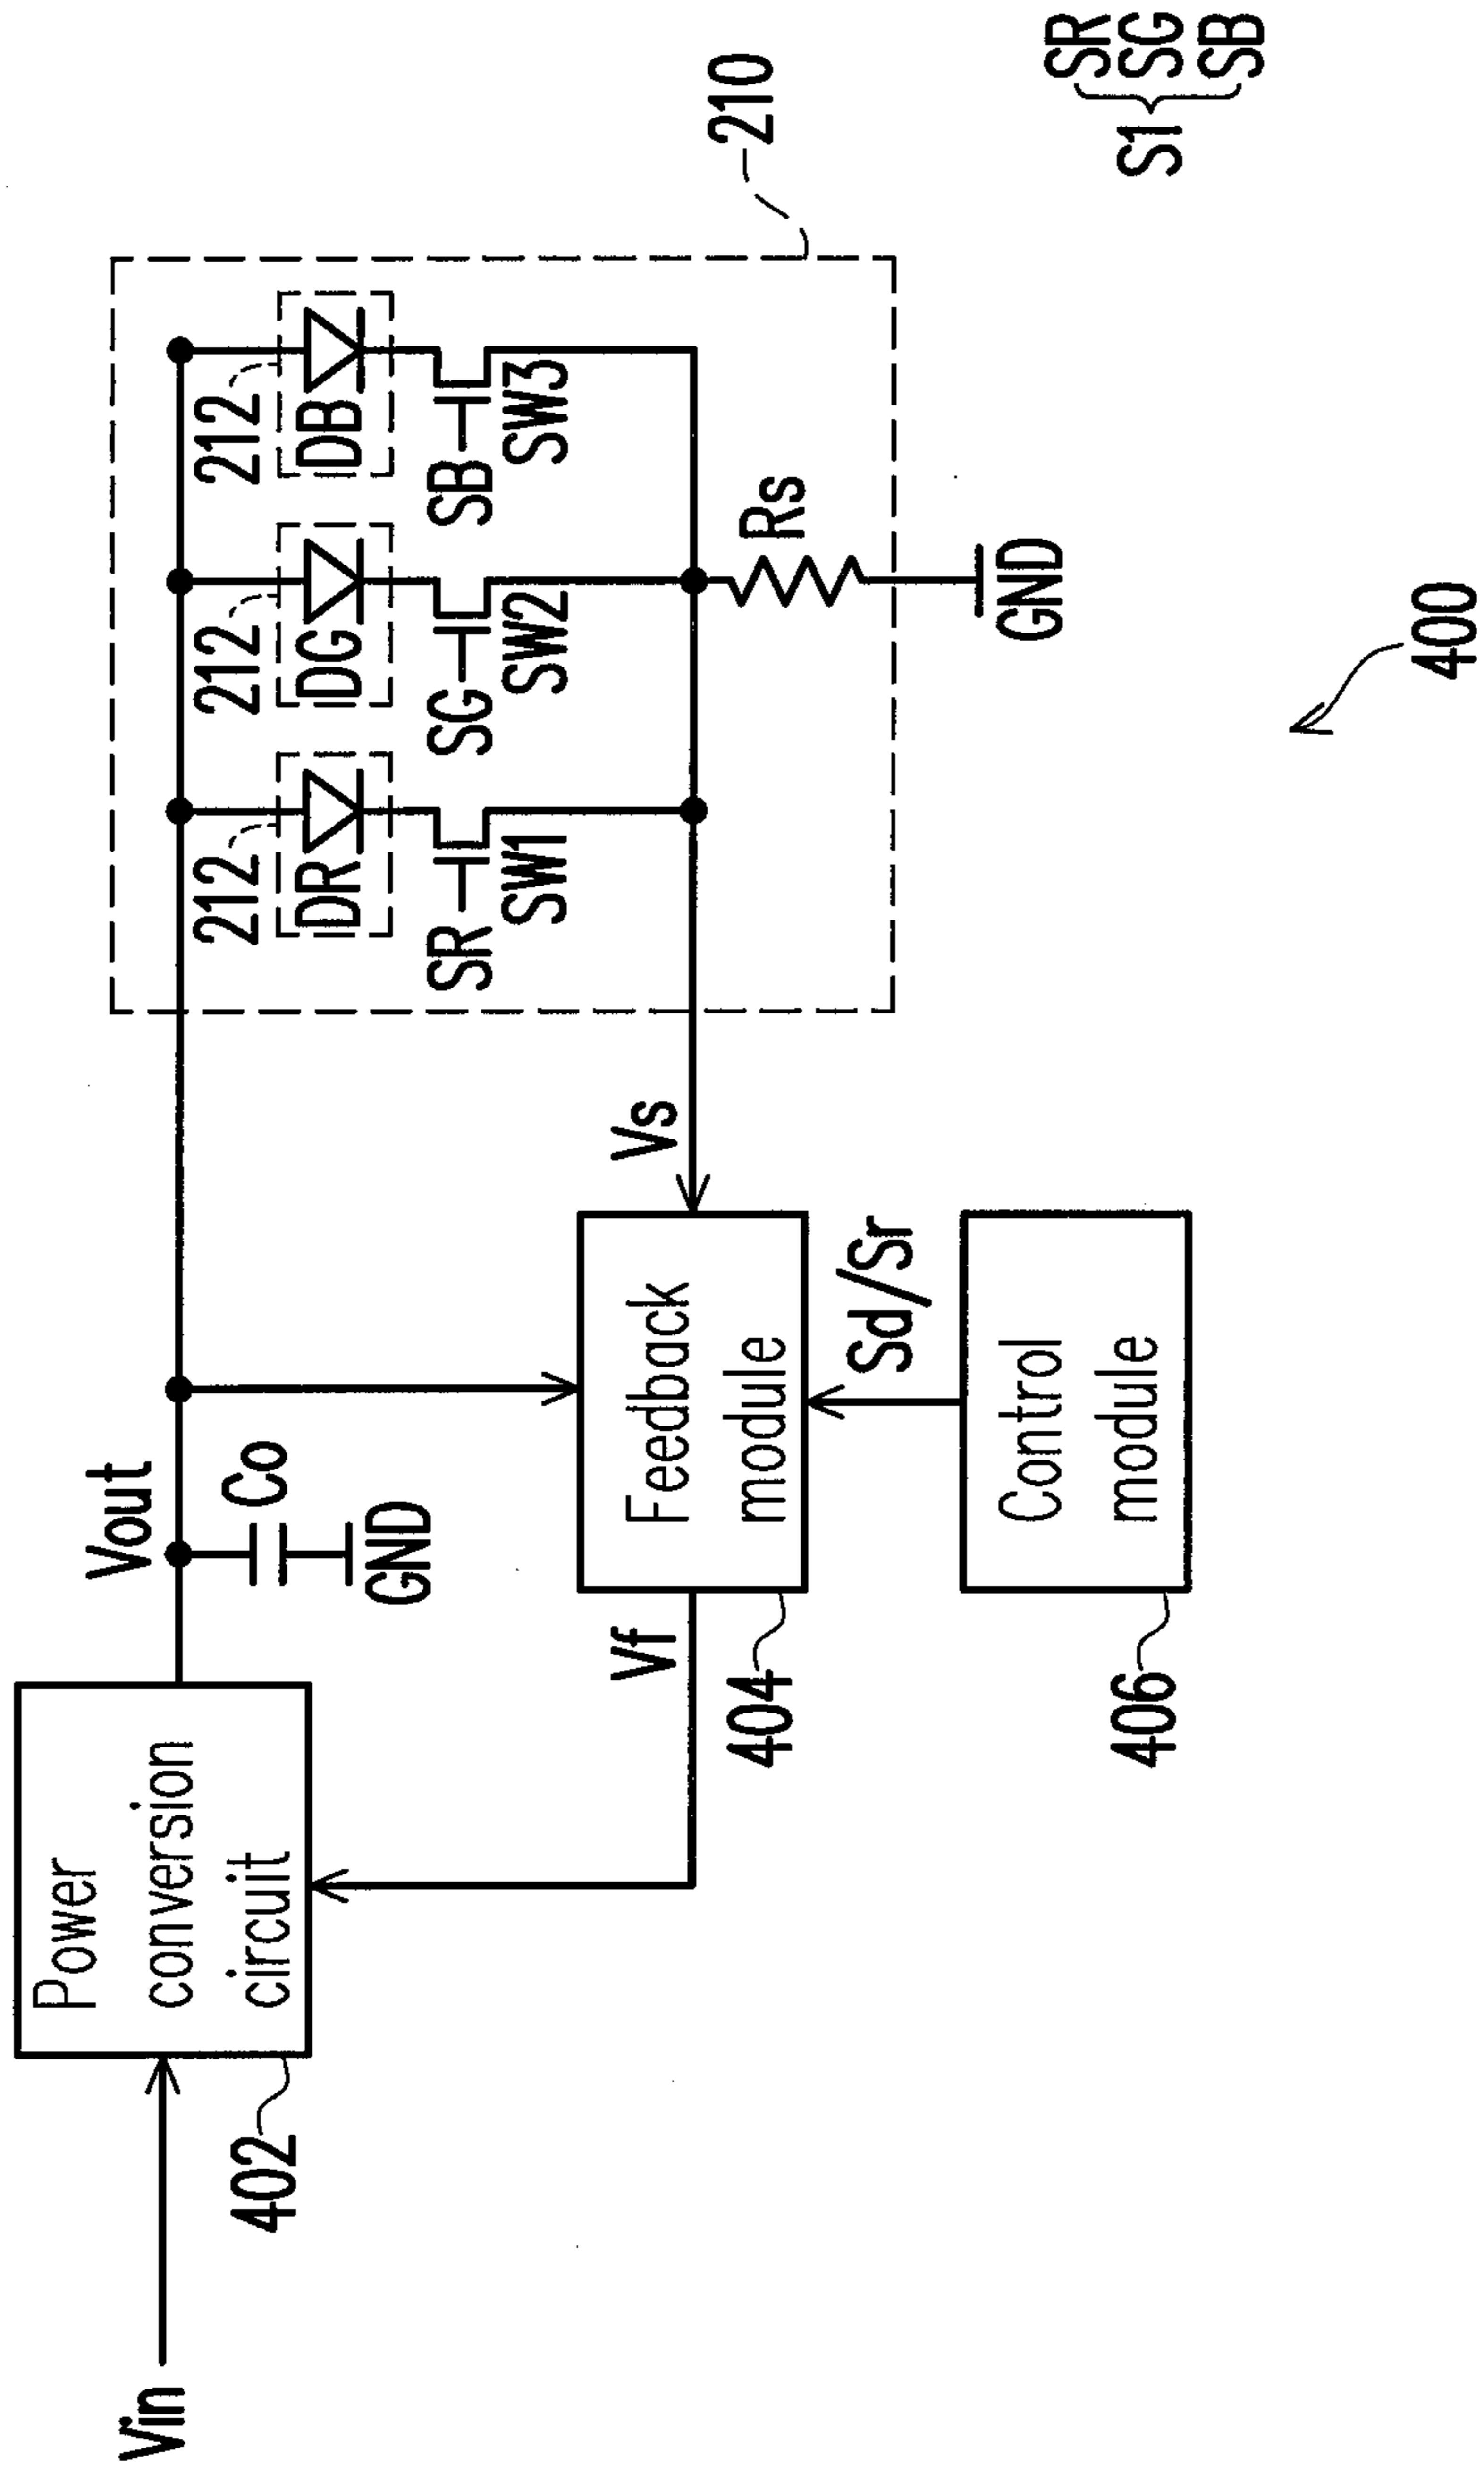 Vin
402
Power
conversion
circuit
Vout
Co
GND
Vf
404
Feedback
module
Vs
Sd/Sr
406
Control
module
212
DR
SR
SW1
212
DG
SG
SW2
212
DB
SB
SW3
Rs
GND
210
400
S1
SR
SG
SB